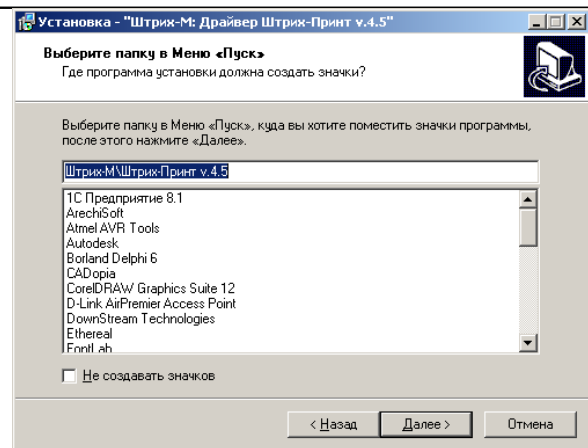 Установка - "Штрих-М: Драйвер Штрих-Принт v.4.5"
Выберите папку в Меню «Пуск»
Где программа установки должна создать значки?
Выберите папку в Меню «Пуск», куда вы хотите поместить значки программы,
после этого нажмите «Далее».
Штрих-М\Штрих-Принт v.4.5
1С Предприятие 8.1
ArechiSoft
Atmel AVR Tools
Autodesk
Borland Delphi 6
CADopia
CorelDRAW Graphics Suite 12
D-Link AirPremier Access Point
DownStream Technologies
Ethereal
FontLab
Не создавать значков
< Назад
Далее >
Отмена